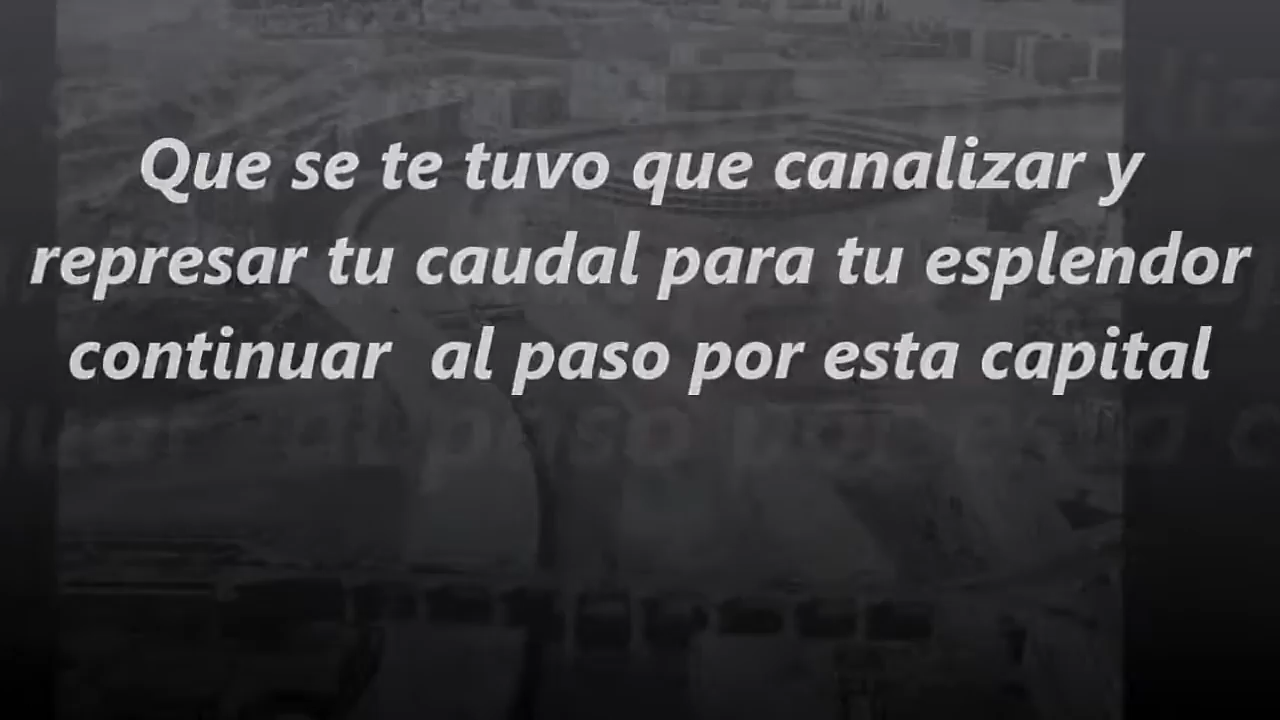 Que se te tuvo que canalizar y
represar tu caudal para tu esplendor
continuar  al paso por esta capital